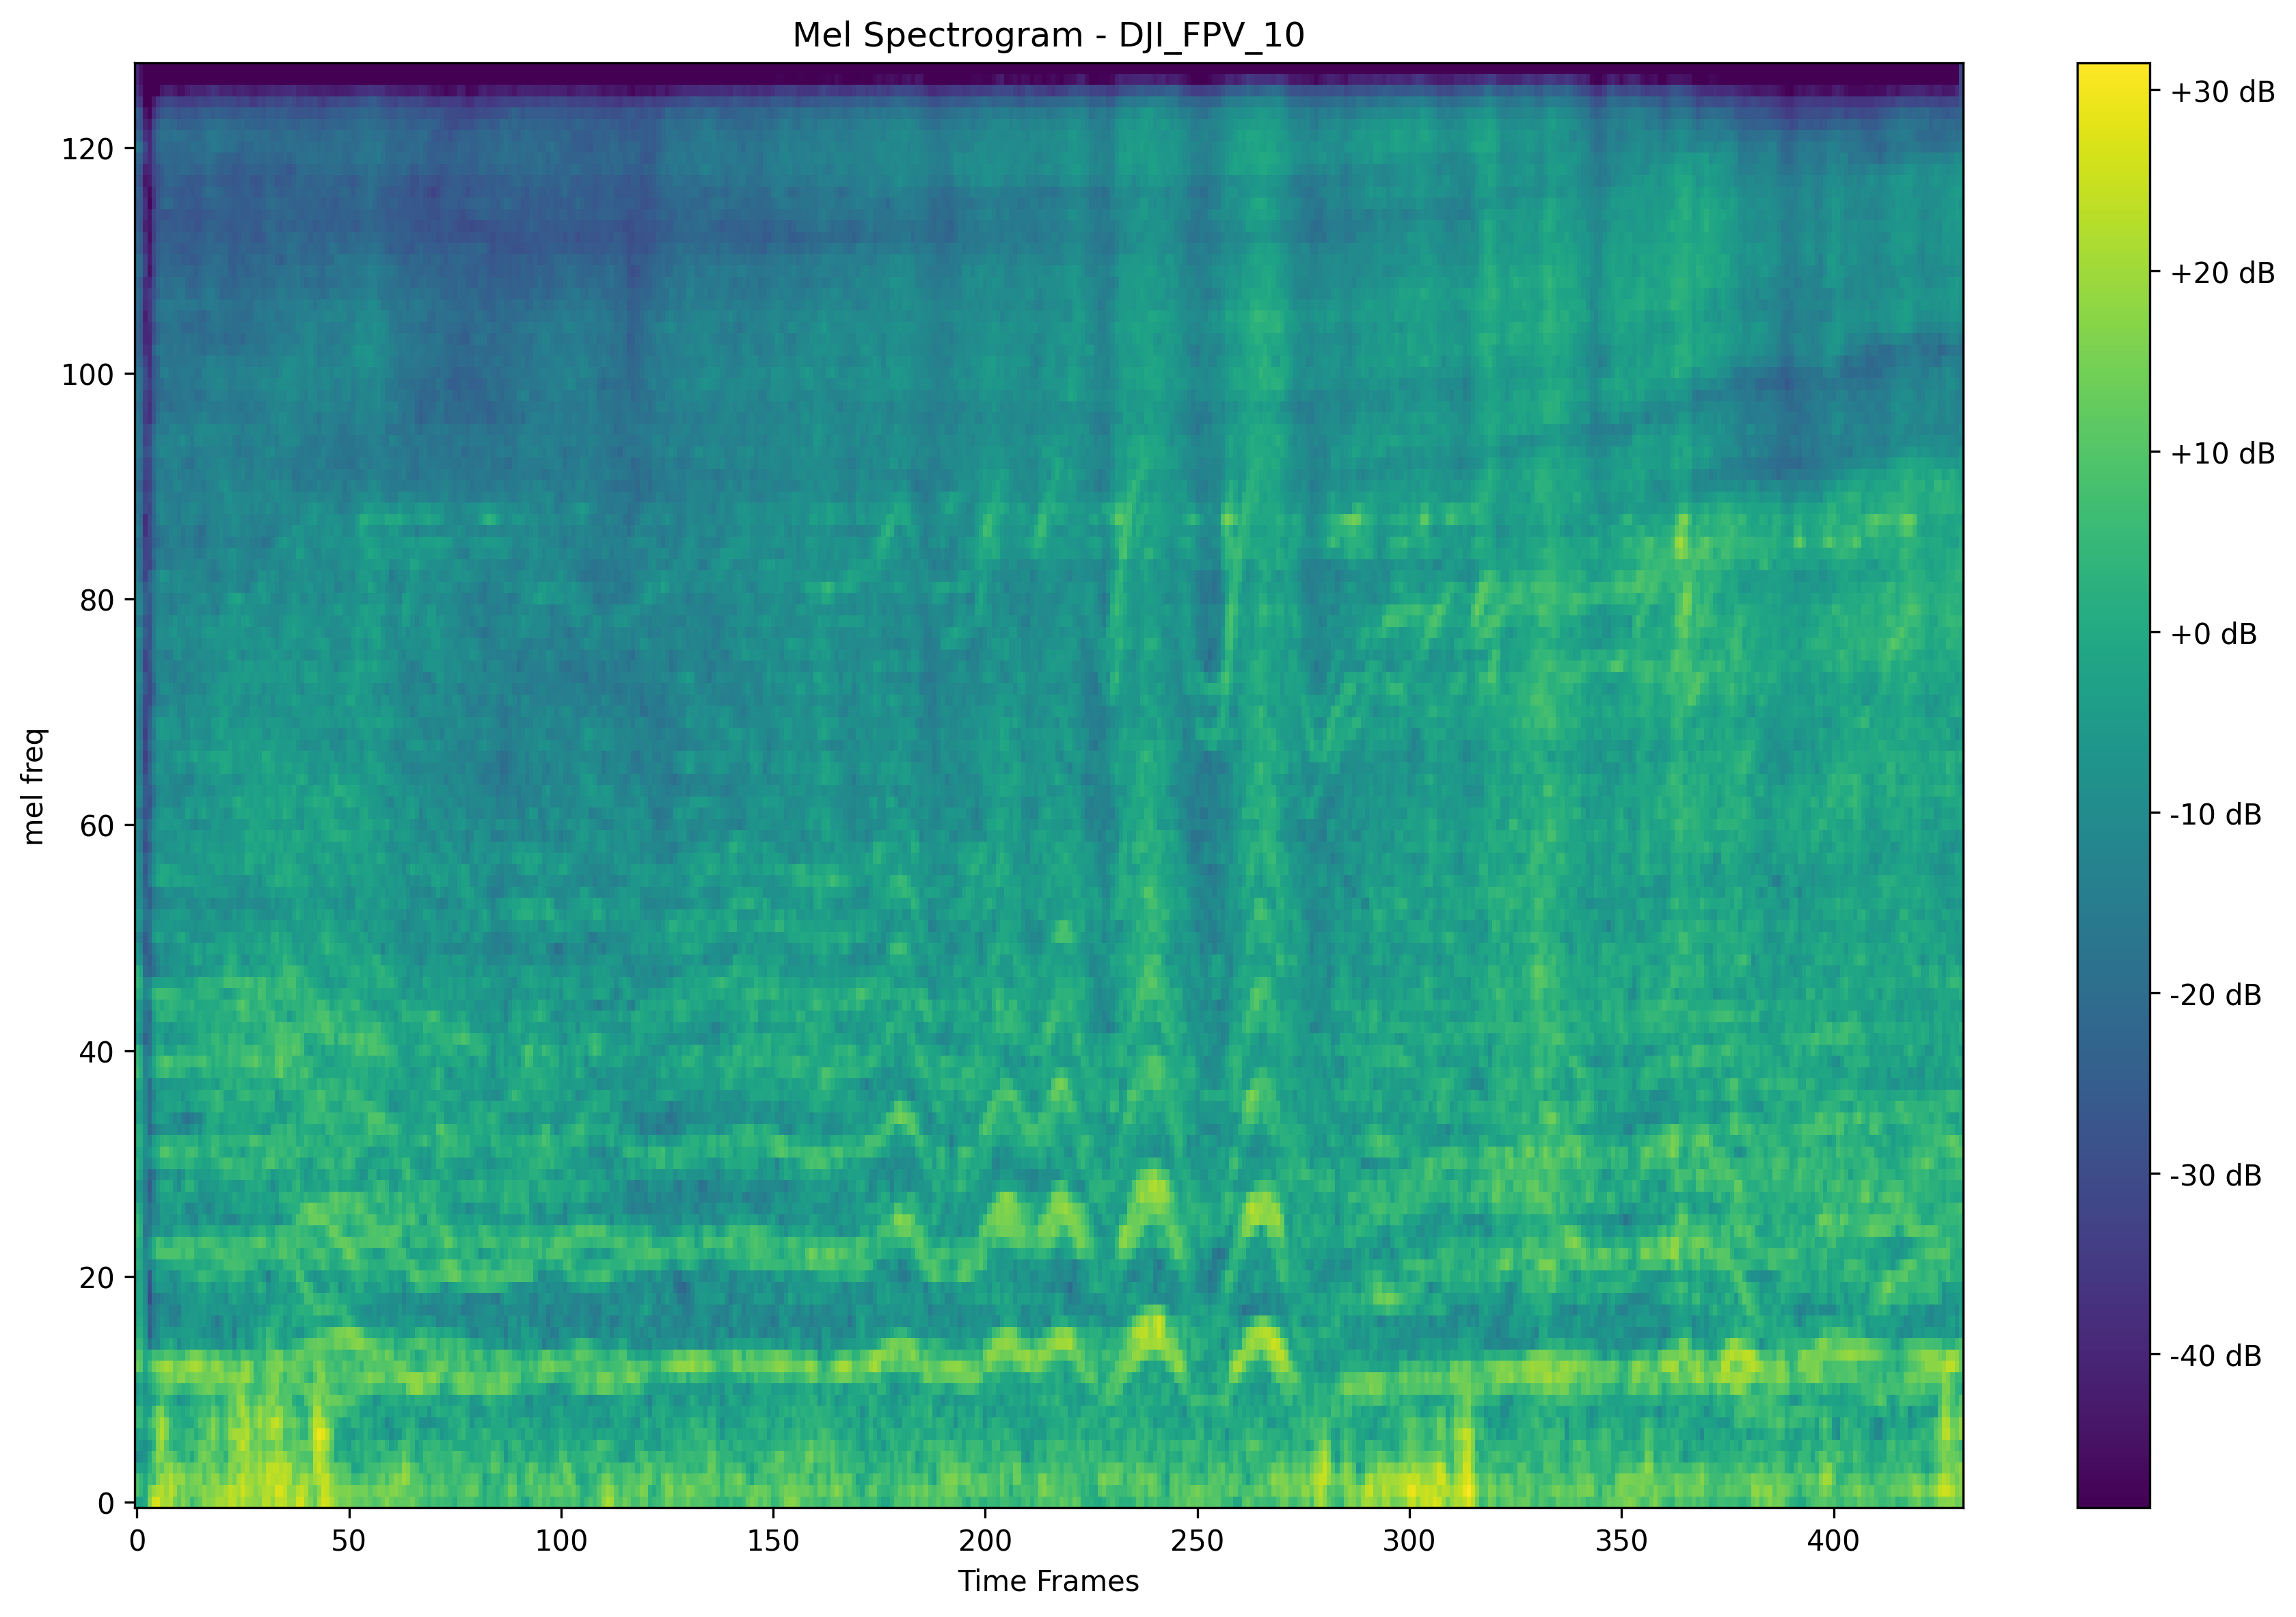 Mel Spectrogram - DJI_FPV_10
mel freq
120
100
80
60
40
20
0
0 50 100 150 200 250 300 350 400
Time Frames
+30 dB
+20 dB
+10 dB
+0 dB
-10 dB
-20 dB
-30 dB
-40 dB